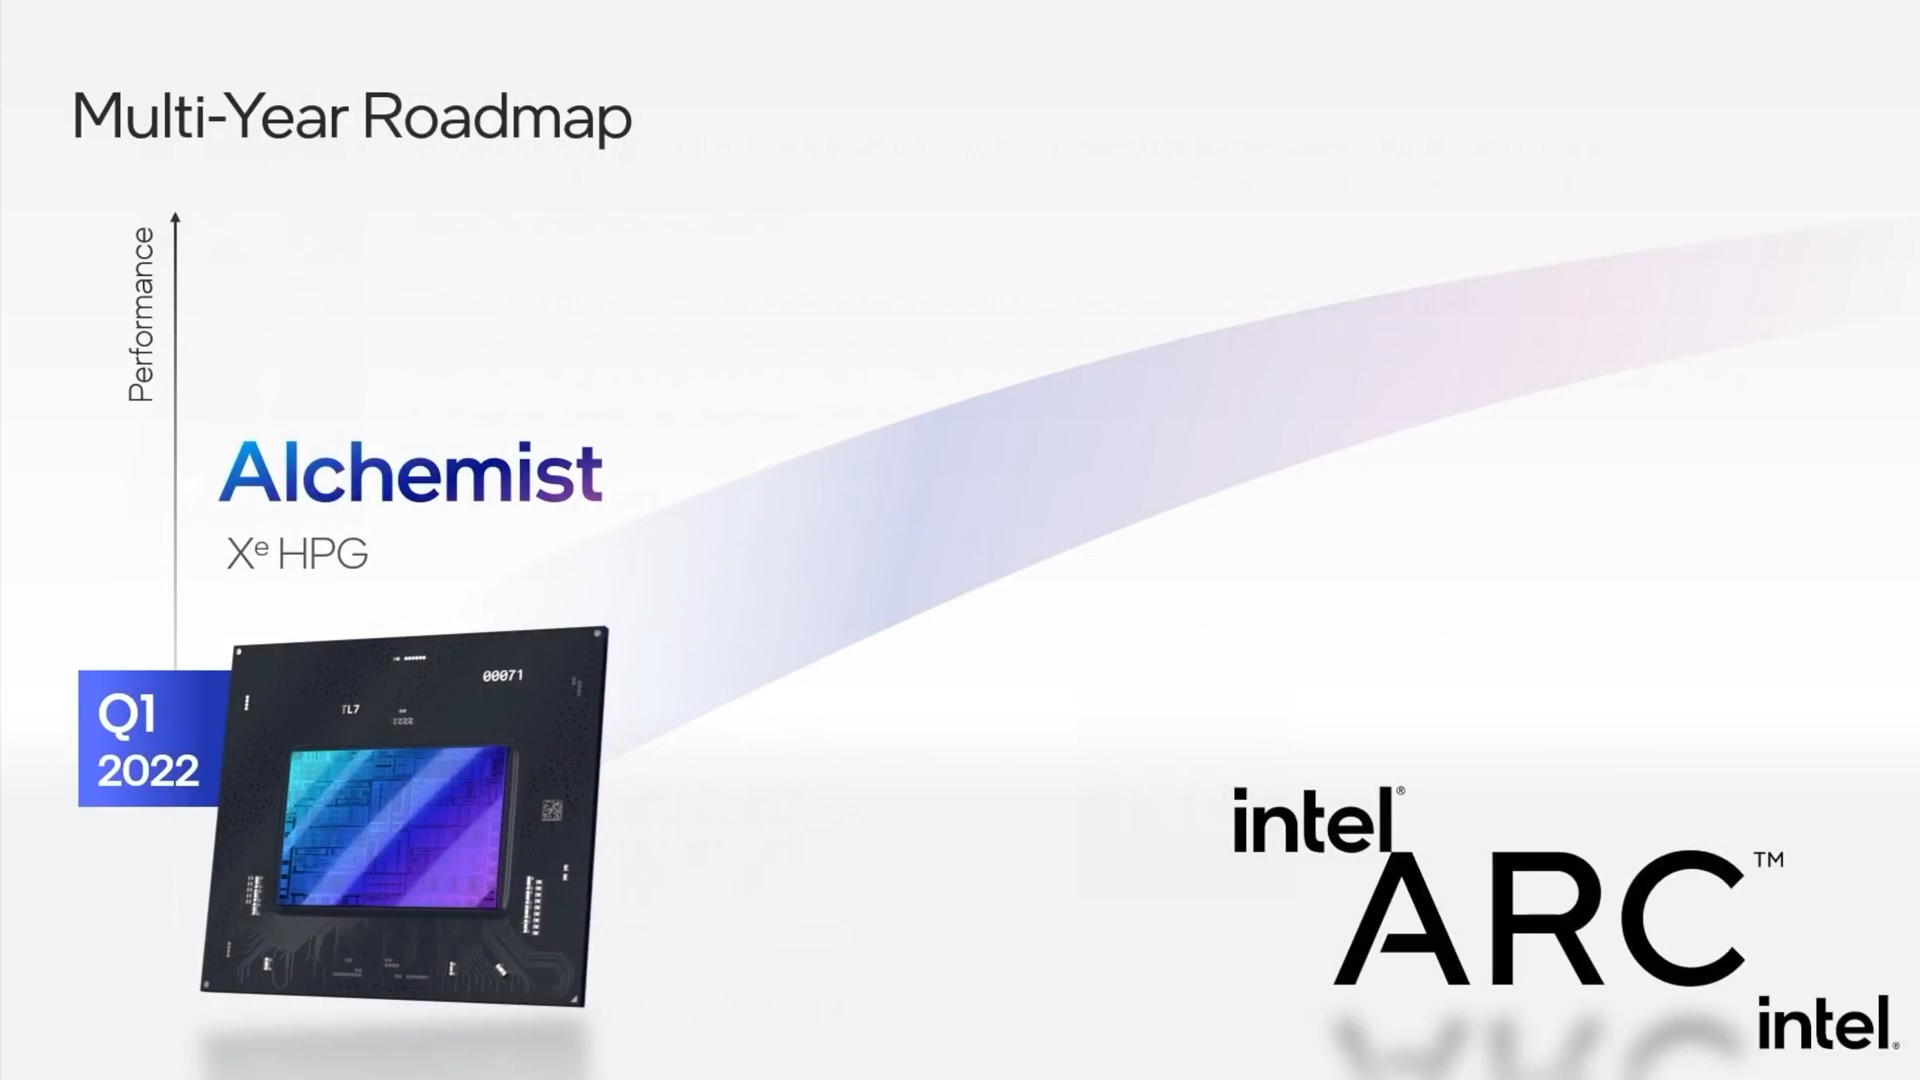 Multi-Year Roadmap
Performance
Alchemist
Xe HPG
Q1
2022
00071
TL7
intel®
ARC™
intel®